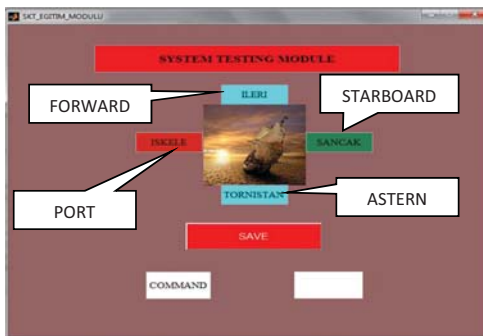 SKT_EGITIM_MODULU
SYSTEM TESTING MODULE
FORWARD
ILERI
STARBOARD
ISKELE
SANCAK
PORT
TORNISTAN
ASTERN
SAVE
COMMAND